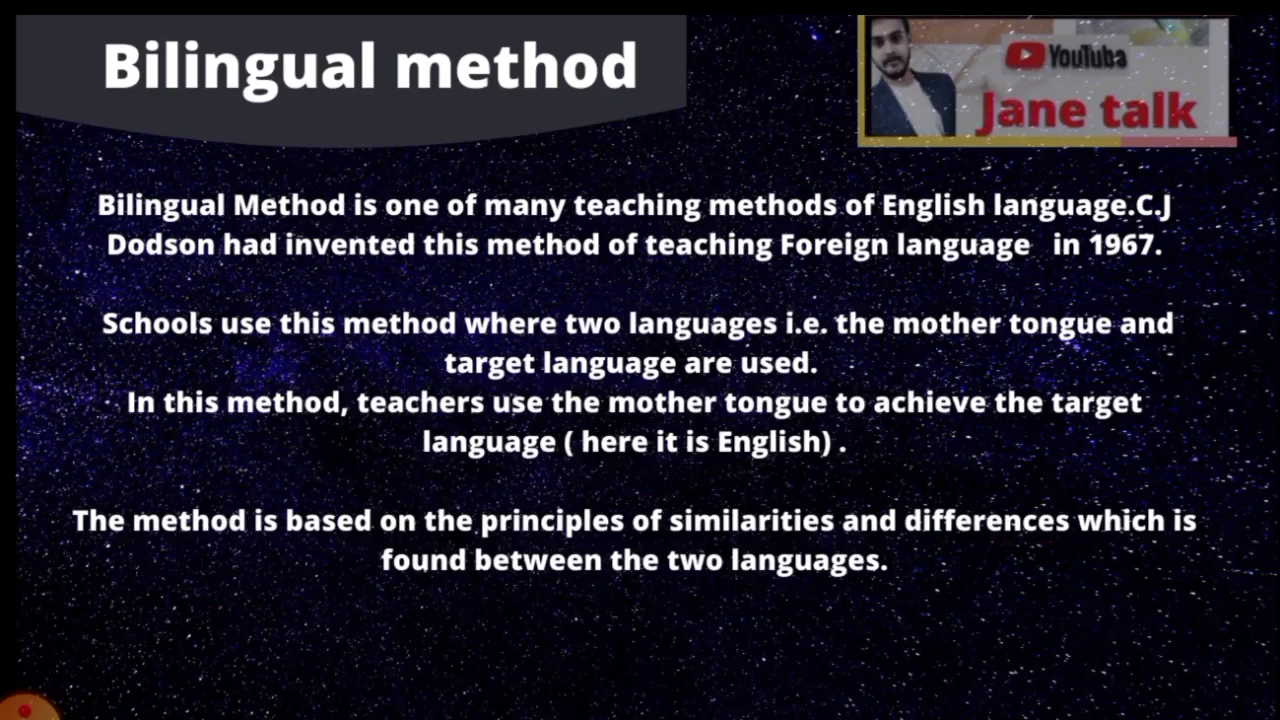 Bilingual method
YouTuba
Jane talk
Bilingual Method is one of many teaching methods of English language.C.J
Dodson had invented this method of teaching Foreign language in 1967.
Schools use this method where two languages i.e. the mother tongue and
target language are used.
In this method, teachers use the mother tongue to achieve the target
language ( here it is English) .
The method is based on the principles of similarities and differences which is
found between the two languages.